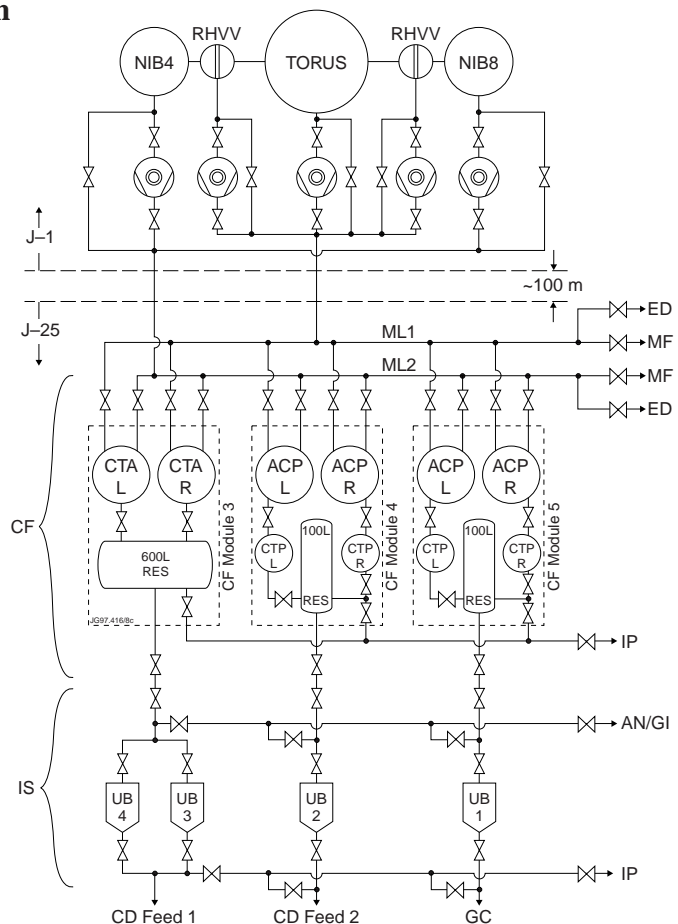 n
RHVV RHVV
NIB4 TORUS NIB8
J–1
~100 m
J–25
ED
ML1
MF
ML2
MF
ED
CTA L
CTA R
ACP L
ACP R
ACP L
ACP R
CF
CF Module 3
CF Module 4
CF Module 5
600L RES
100L RES
CTP L
CTP R
100L RES
CTP L
CTP R
JG97.416/8c
IP
AN/GI
IS
UB 4
UB 3
UB 2
UB 1
IP
CD Feed 1 CD Feed 2 GC